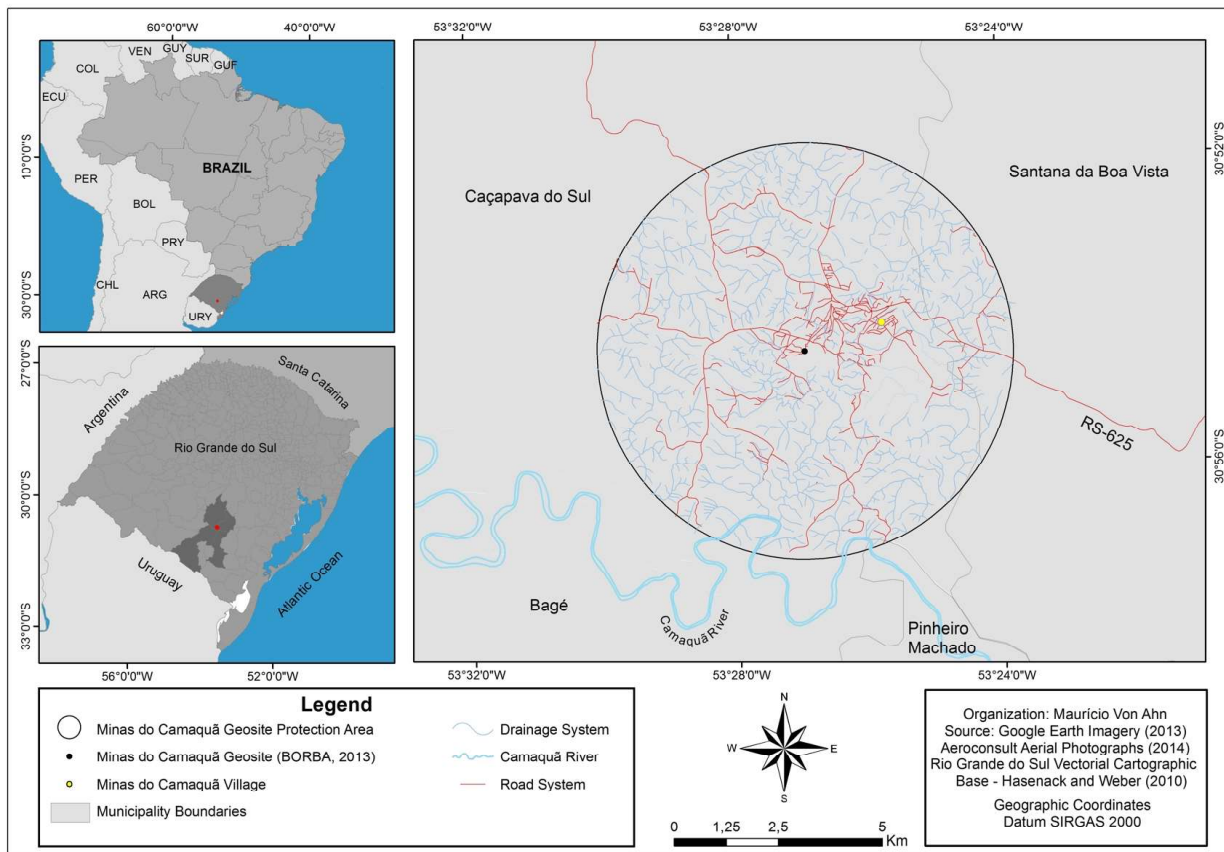 60°0'0"W
40°0'0"W
VEN
GUY
SUR
GUF
COL
ECU
BRAZIL
PER
BOL
PRY
CHL
ARG
URY
10°0'0"S
30°0'0"S
27°0'0"S
30°0'0"S
33°0'0"S
Santa Catarina
Argentina
Rio Grande do Sul
Uruguay
Atlantic Ocean
56°0'0"W
52°0'0"W
53°32'0"W
53°28'0"W
53°24'0"W
30°52'0"S
30°56'0"S
Caçapava do Sul
Santana da Boa Vista
RS-625
Bagé
Camaquã River
Pinheiro
Machado
53°32'0"W
53°28'0"W
53°24'0"W
Legend
Minas do Camaquã Geosite Protection Area
Minas do Camaquã Geosite (BORBA, 2013)
Minas do Camaquã Village
Municipality Boundaries
Drainage System
Camaquã River
Road System
N
W
E
S
0 1,25 2,5 5
Km
Organization: Maurício Von Ahn
Source: Google Earth Imagery (2013)
Aeroconsult Aerial Photographs (2014)
Rio Grande do Sul Vectorial Cartographic
Base - Hasenack and Weber (2010)
Geographic Coordinates
Datum SIRGAS 2000